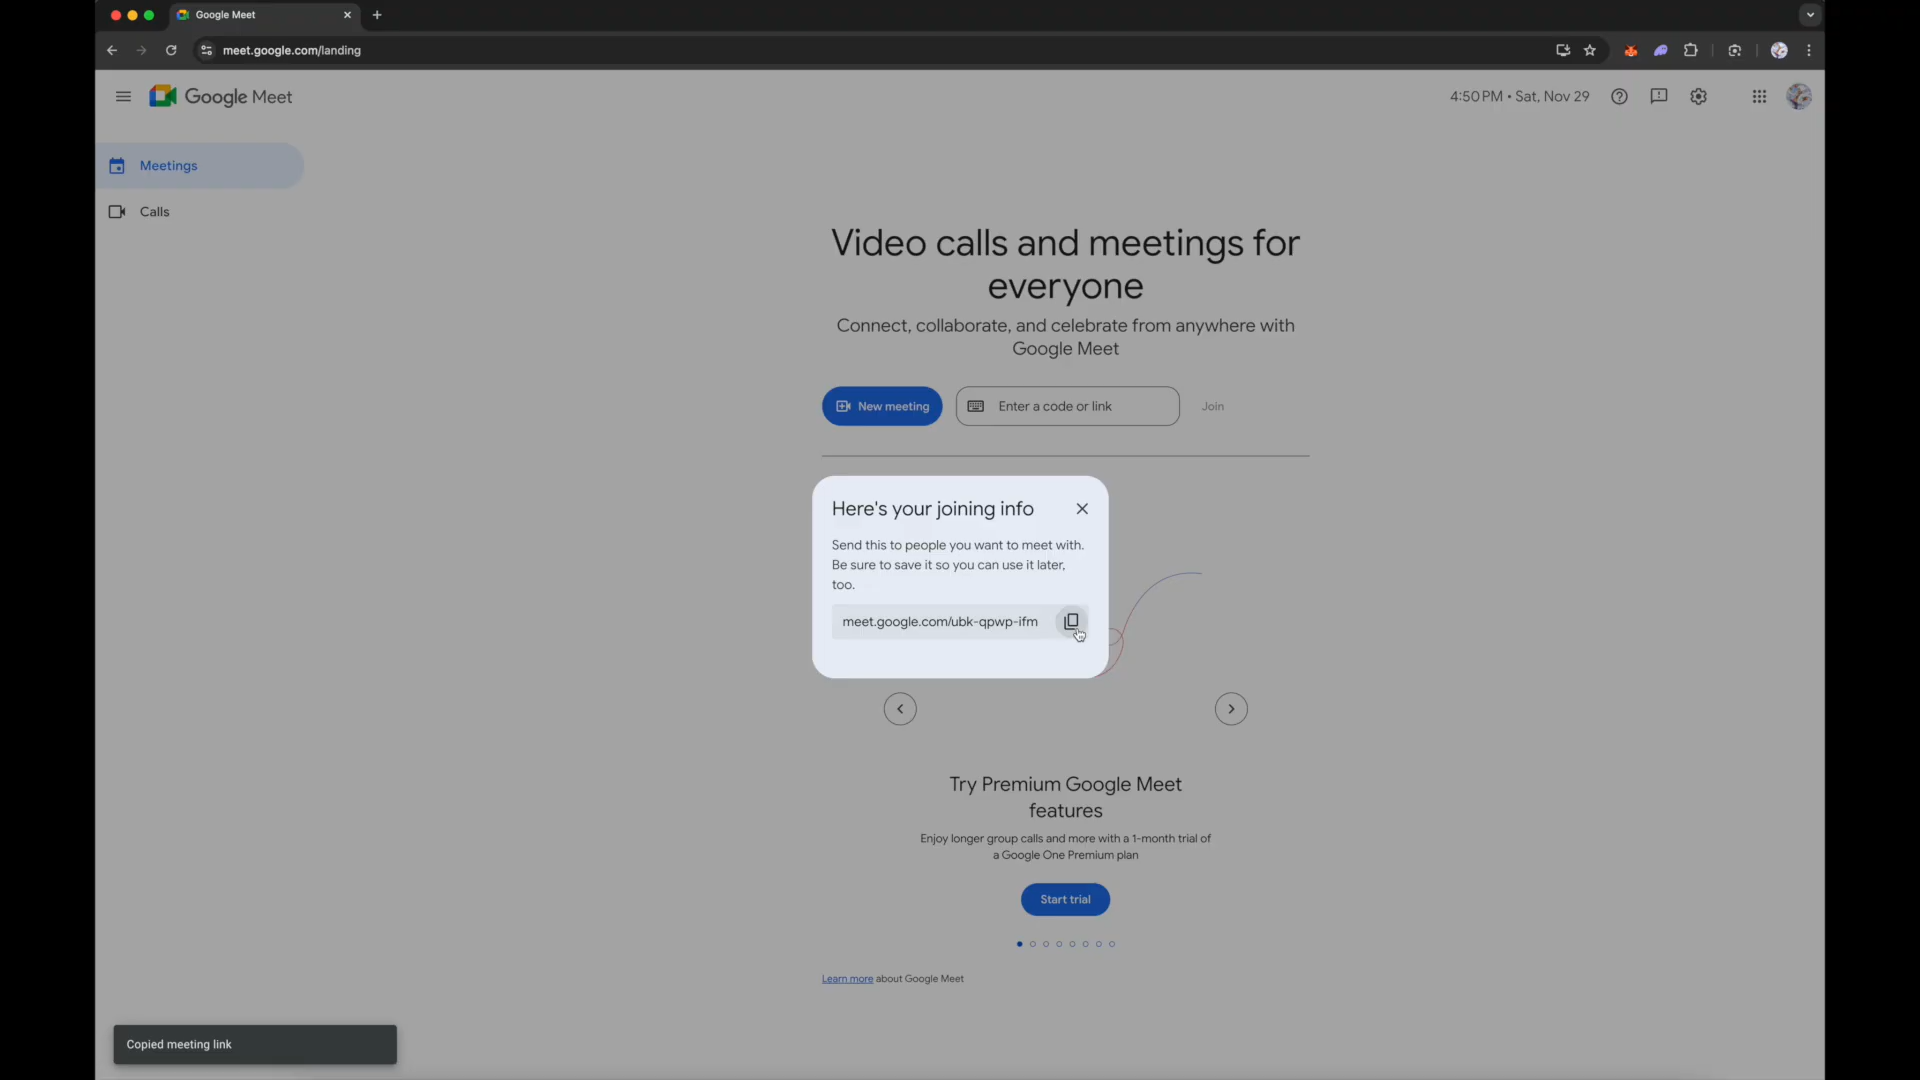 Google Meet
meet.google.com/landing
Google Meet
4:50 PM • Sat, Nov 29
Meetings
Calls
Video calls and meetings for
everyone
Connect, collaborate, and celebrate from anywhere with
Google Meet
New meeting
Enter a code or link
Join
Here's your joining info
Send this to people you want to meet with.
Be sure to save it so you can use it later,
too.
meet.google.com/ubk-qpwp-ifm
Try Premium Google Meet
features
Enjoy longer group calls and more with a 1-month trial of
a Google One Premium plan
Start trial
Learn more about Google Meet
Copied meeting link